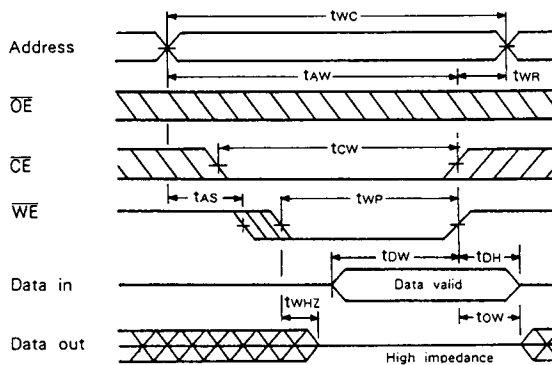 tWC
Address
tAW
tWR
OE
CE
tCW
tAS
tWP
WE
tDW
tDH
Data in
Data valid
tWHZ
tOW
Data out
High impedance